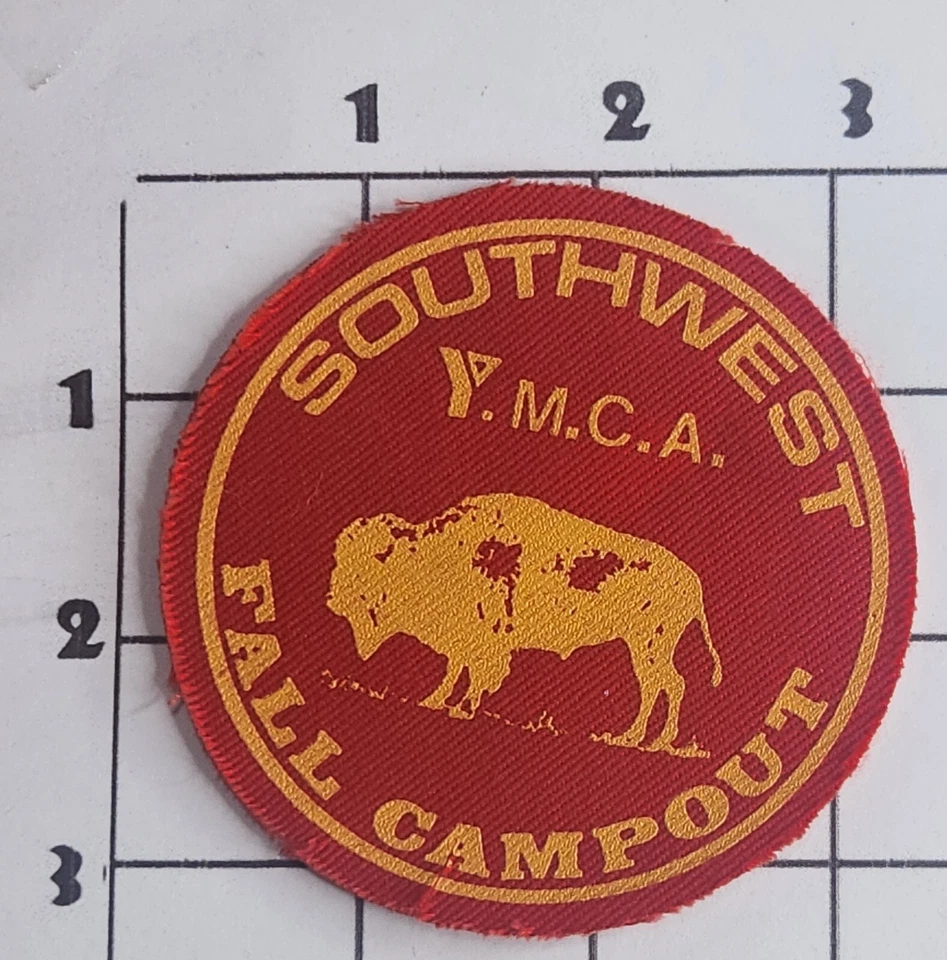 1 2 3
SOUTHWEST
Y.M.C.A.
FALL CAMPOUT
1
2
3